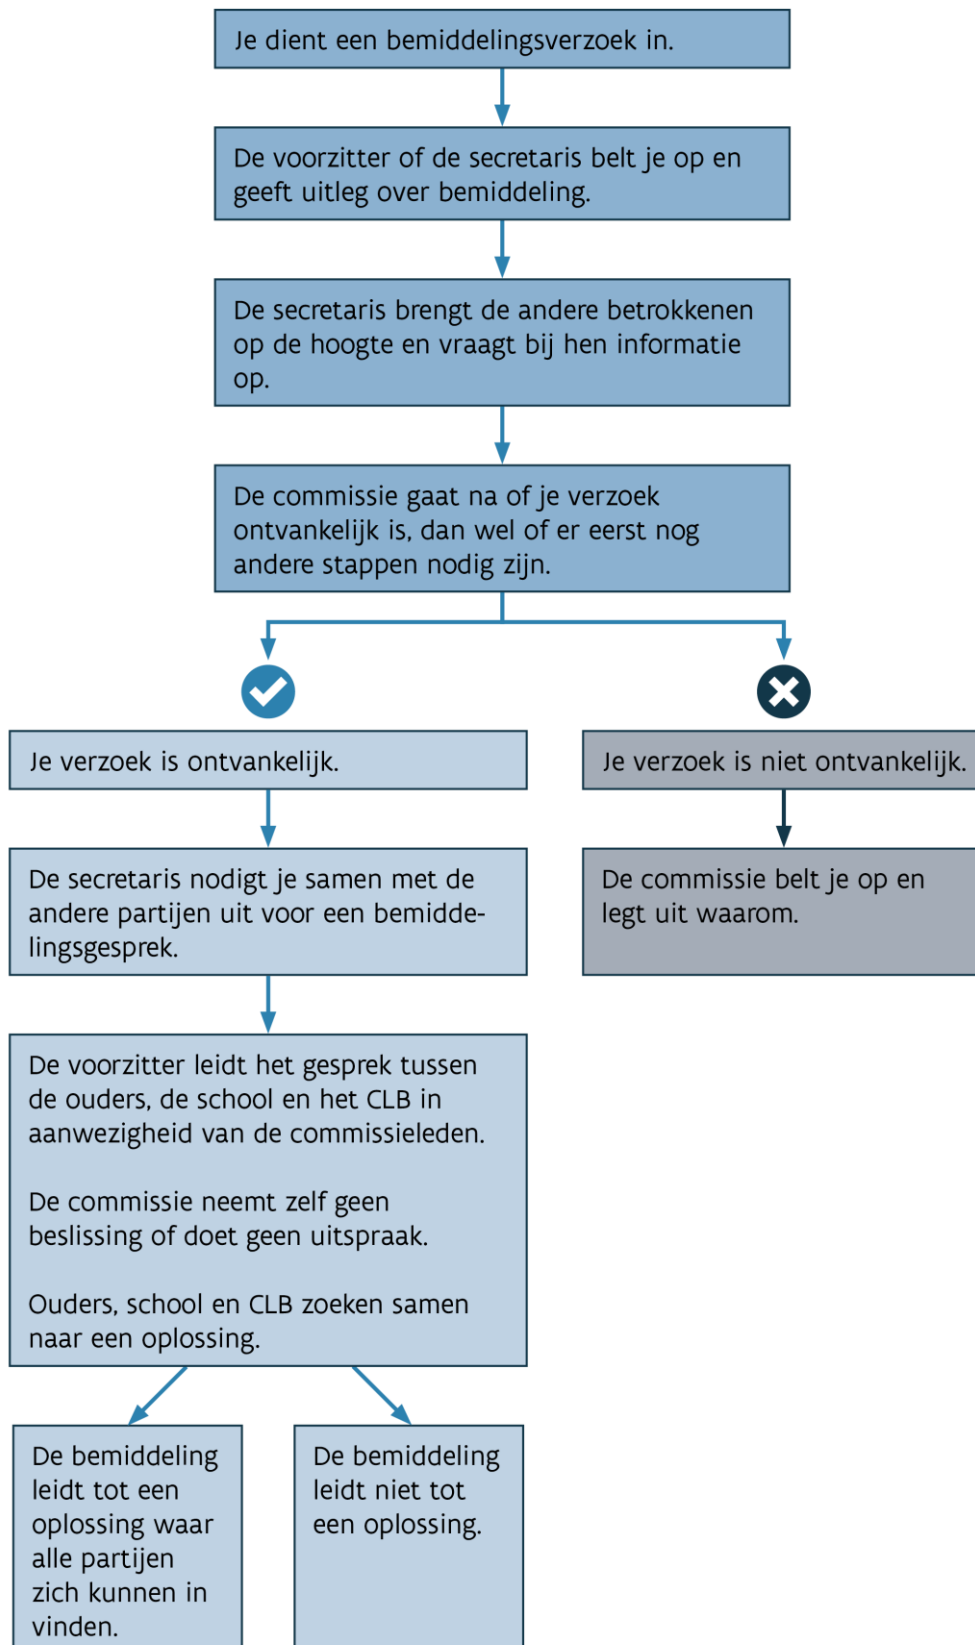 Je dient een bemiddelingsverzoek in.
De voorzitter of de secretaris belt je op en
geeft uitleg over bemiddeling.
De secretaris brengt de andere betrokkenen
op de hoogte en vraagt bij hen informatie
op.
De commissie gaat na of je verzoek
ontvankelijk is, dan wel of er eerst nog
andere stappen nodig zijn.
Je verzoek is ontvankelijk.
De secretaris nodigt je samen met de
andere partijen uit voor een bemidde-
lingsgesprek.
De voorzitter leidt het gesprek tussen
de ouders, de school en het CLB in
aanwezigheid van de commissieleden.
De commissie neemt zelf geen
beslissing of doet geen uitspraak.
Ouders, school en CLB zoeken samen
naar een oplossing.
De bemiddeling
leidt tot een
oplossing waar
alle partijen
zich kunnen in
vinden.
De bemiddeling
leidt niet tot
een oplossing.
Je verzoek is niet ontvankelijk.
De commissie belt je op en
legt uit waarom.